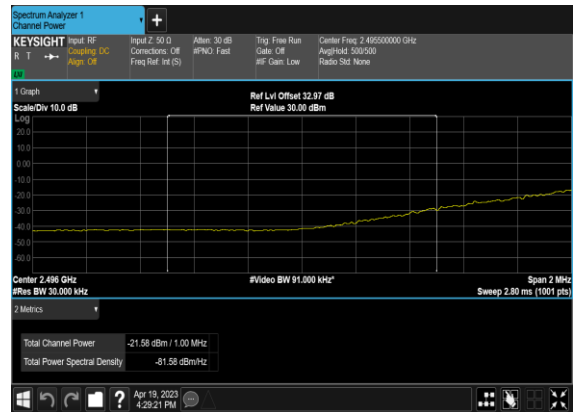 Spectrum Analyzer 1
Channel Power
+
KEYSIGHT Input: RF Input Z: 50 Ω Atten: 30 dB Trig: Free Run Center Freq: 2.495500000 GHz
R T Coupling: DC Corrections: Off #PNO: Fast Gate: Off Avg|Hold: 500/500
Align: Off Freq Ref: Int (S) #IF Gain: Low Radio Std: None
1 Graph
Ref Lvl Offset 32.97 dB
Scale/Div 10.0 dB Ref Value 30.00 dBm
Log
20.0
10.0
0.00
-10.0
-20.0
-30.0
-40.0
-50.0
-60.0
Center 2.496 GHz #Video BW 91.000 kHz* Span 2 MHz
#Res BW 30.000 kHz Sweep 2.80 ms (1001 pts)
2 Metrics
Total Channel Power -21.58 dBm / 1.00 MHz
Total Power Spectral Density -81.58 dBm/Hz
? Apr 19, 2023
4:29:21 PM